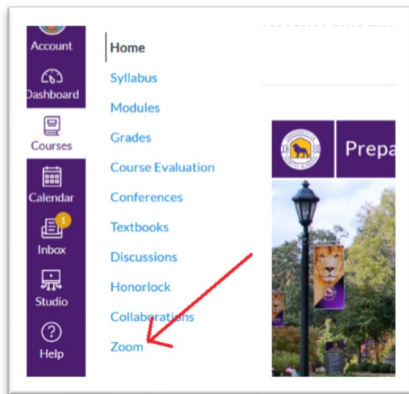 Account
Dashboard
Courses
Calendar
1
Inbox
Studio
Help
Home
Syllabus
Modules
Grades
Course Evaluation
Conferences
Textbooks
Discussions
Honorlock
Collaborations
Zoom
Prepa